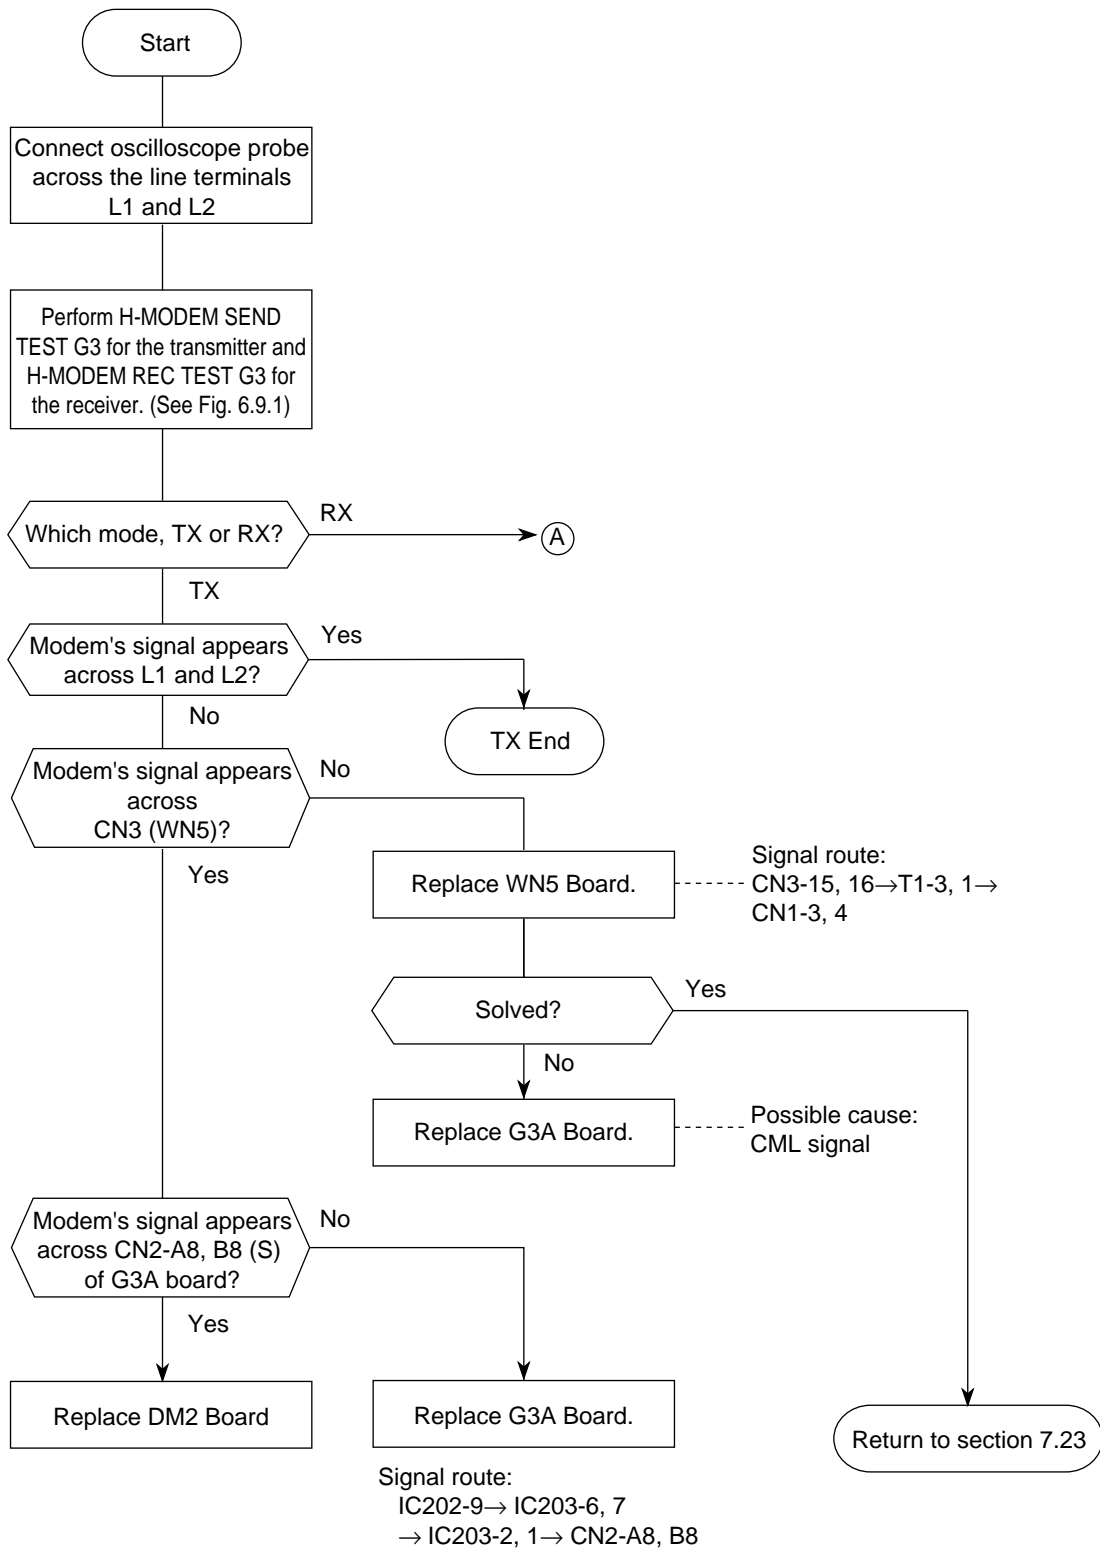 Start
Connect oscilloscope probe
across the line terminals
L1 and L2
Perform H-MODEM SEND
TEST G3 for the transmitter and
H-MODEM REC TEST G3 for
the receiver. (See Fig. 6.9.1)
Which mode, TX or RX?
RX
A
TX
Modem's signal appears
across L1 and L2?
Yes
No
TX End
Modem's signal appears
across
CN3 (WN5)?
No
Yes
Replace WN5 Board.
Signal route:
CN3-15, 16→T1-3, 1→
CN1-3, 4
Solved?
Yes
No
Replace G3A Board.
Possible cause:
CML signal
Modem's signal appears
across CN2-A8, B8 (S)
of G3A board?
No
Yes
Replace DM2 Board
Replace G3A Board.
Return to section 7.23
Signal route:
IC202-9→ IC203-6, 7
→ IC203-2, 1→ CN2-A8, B8